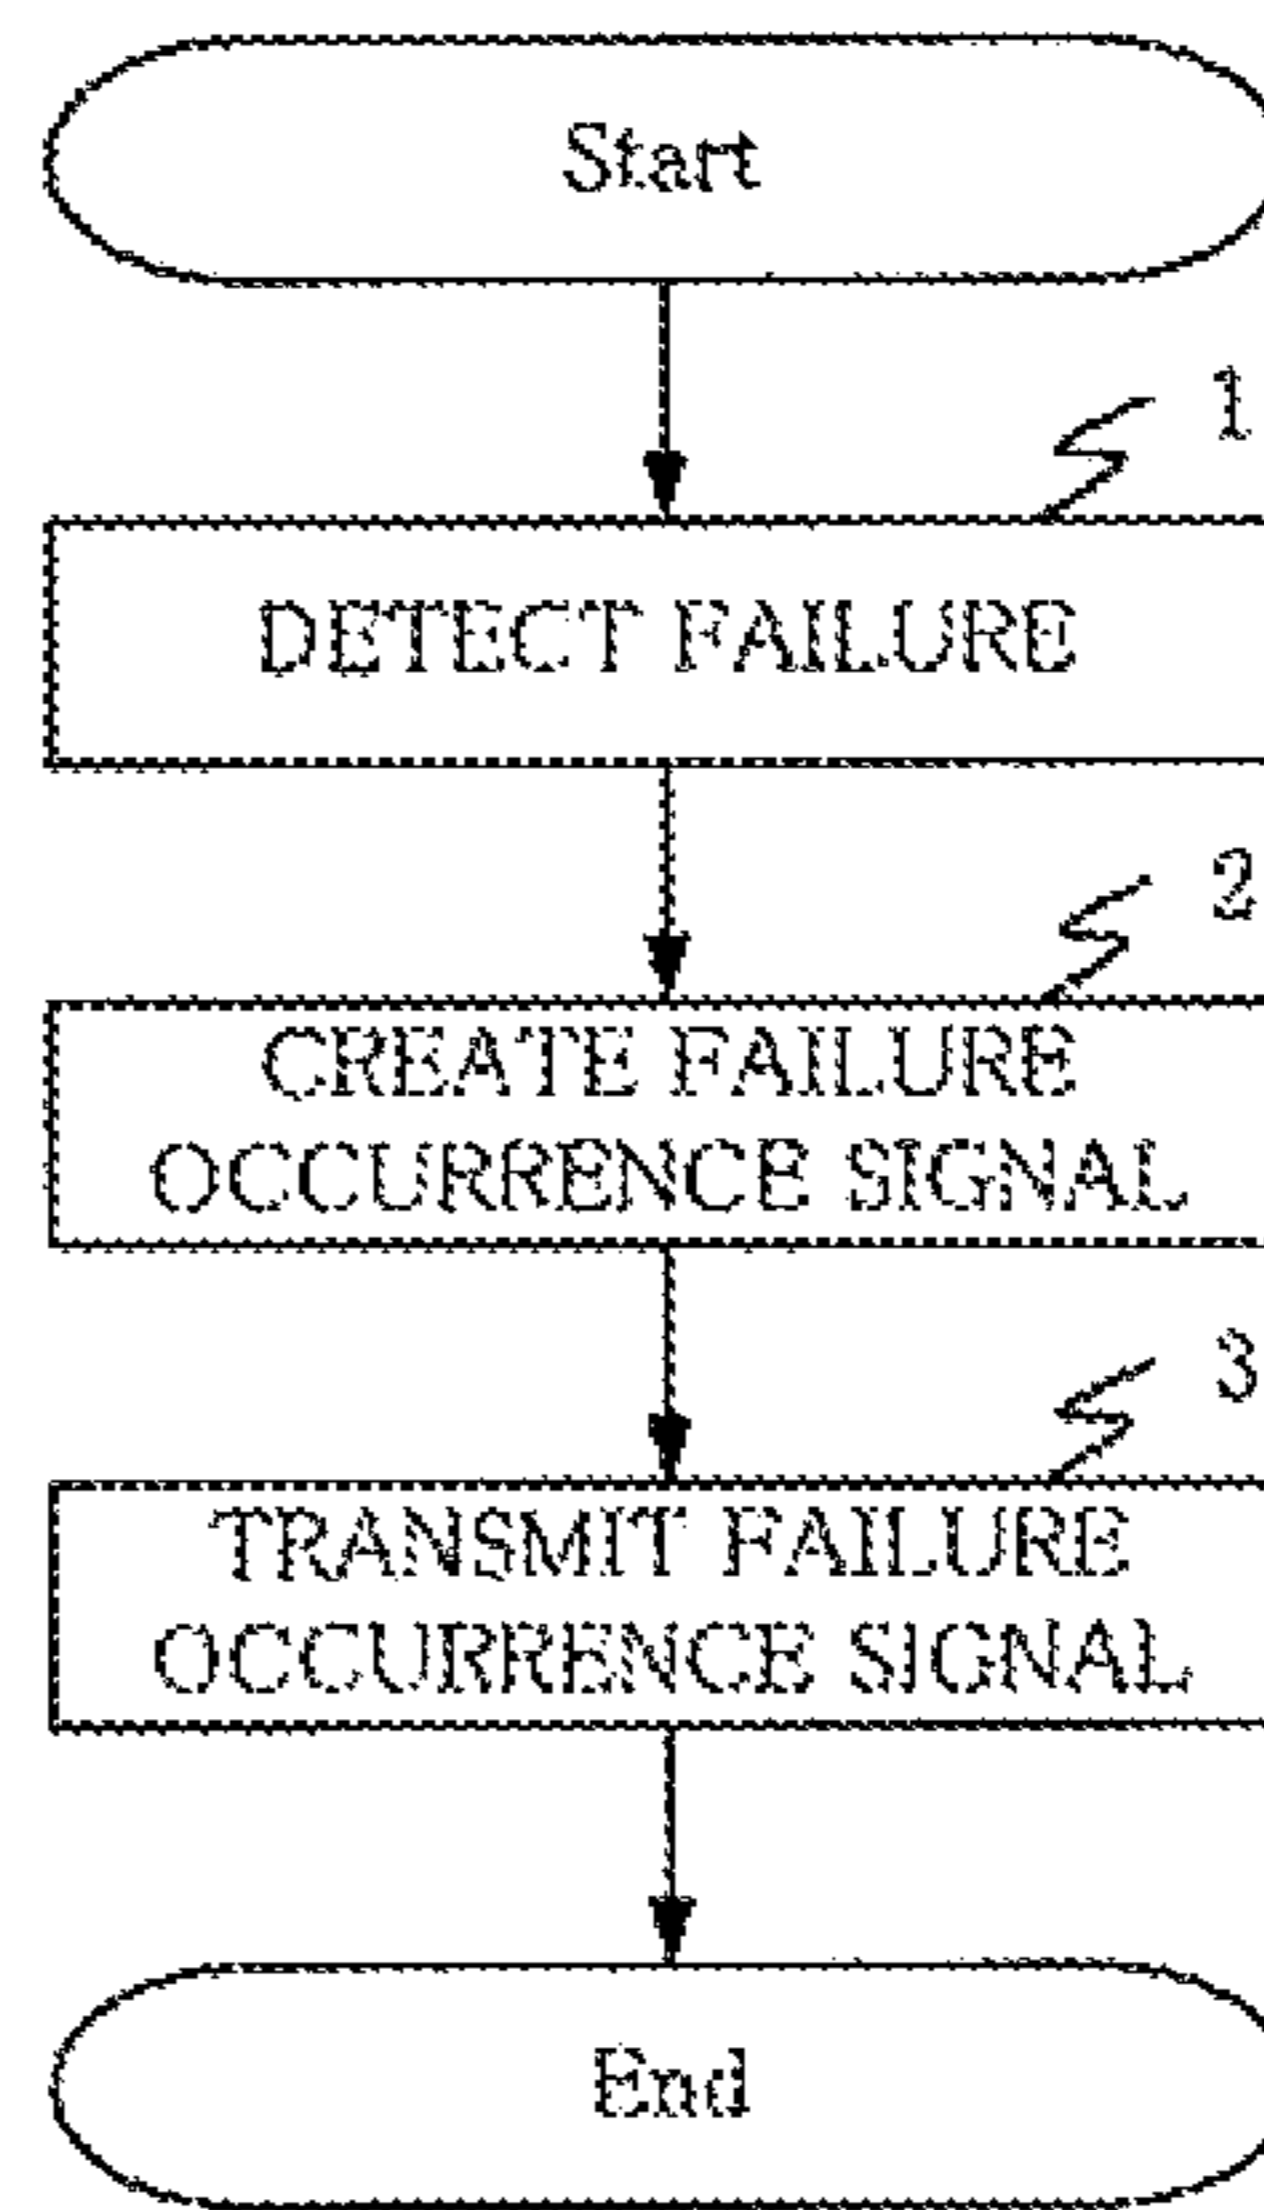 Start
1
DETECT FAILURE
2
CREATE FAILURE
OCCURRENCE SIGNAL
3
TRANSMIT FAILURE
OCCURRENCE SIGNAL
End